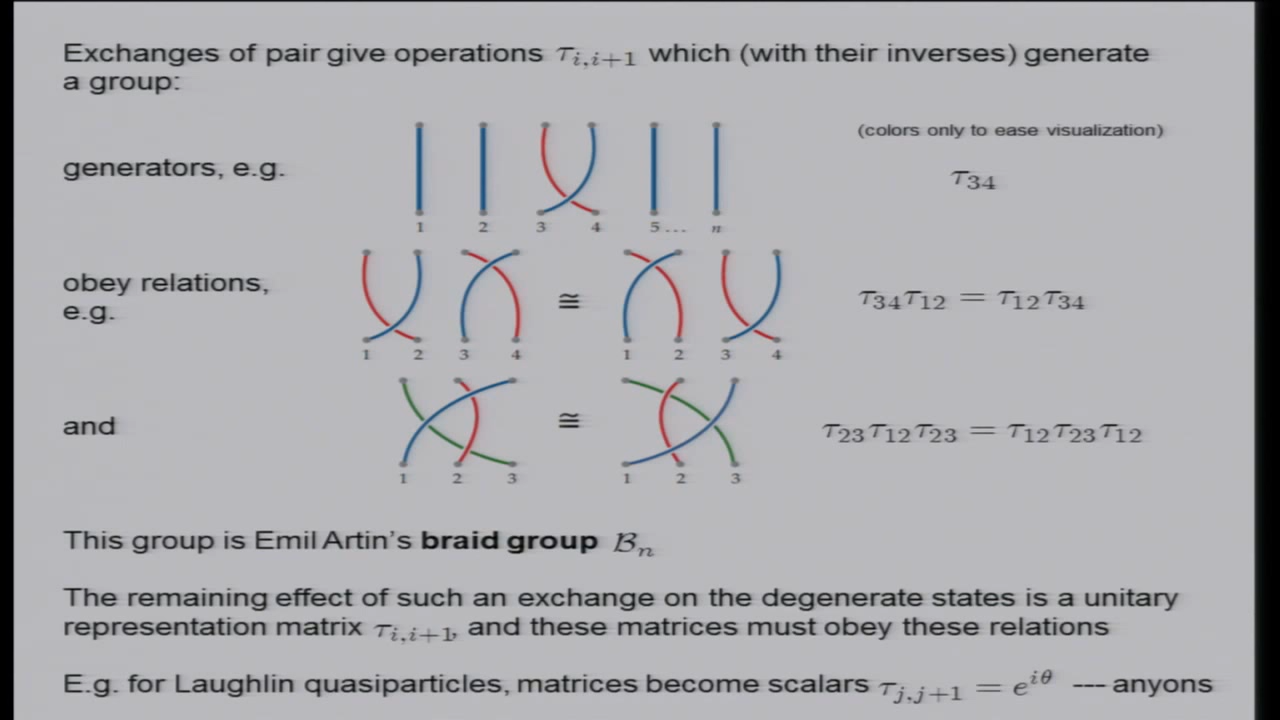 Exchanges of pair give operations τ_{i,i+1} which (with their inverses) generate
a group:
(colors only to ease visualization)
generators, e.g.
τ_{34}
1 2 3 4 5 ... n
obey relations,
e.g.
≅
τ_{34}τ_{12} = τ_{12}τ_{34}
1 2 3 4 1 2 3 4
and
≅
τ_{23}τ_{12}τ_{23} = τ_{12}τ_{23}τ_{12}
1 2 3 1 2 3
This group is Emil Artin's braid group ℬ_n
The remaining effect of such an exchange on the degenerate states is a unitary
representation matrix τ_{i,i+1}, and these matrices must obey these relations
E.g. for Laughlin quasiparticles, matrices become scalars τ_{j,j+1} = e^{iθ} --- anyons